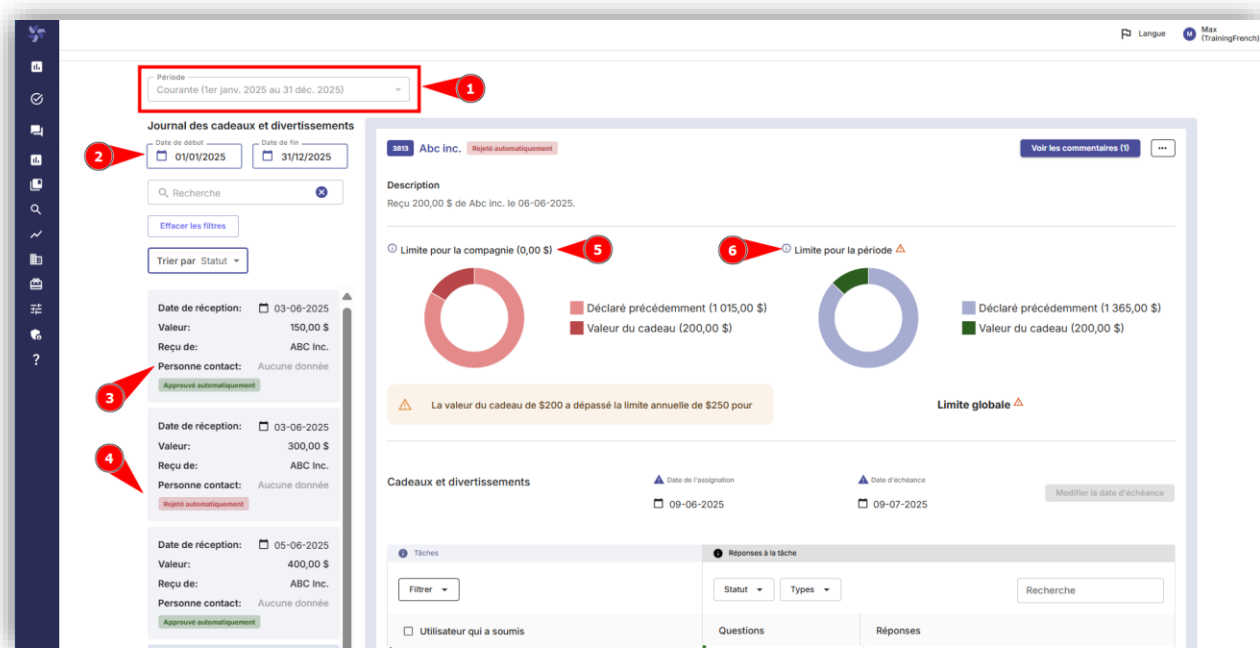 Langue
M
Max
(TrainingFrench)
Période
Courante (1er janv. 2025 au 31 déc. 2025)
1
Journal des cadeaux et divertissements
Date de début
01/01/2025
Date de fin
31/12/2025
2
Recherche
Effacer les filtres
Trier par Statut
Date de réception: 03-06-2025
Valeur: 150,00 $
Reçu de: ABC Inc.
Personne contact: Aucune donnée
Approuvé automatiquement
3
Date de réception: 03-06-2025
Valeur: 300,00 $
Reçu de: ABC Inc.
Personne contact: Aucune donnée
Rejeté automatiquement
4
Date de réception: 05-06-2025
Valeur: 400,00 $
Reçu de: ABC Inc.
Personne contact: Aucune donnée
Approuvé automatiquement
3813 Abc inc. Rejeté automatiquement
Voir les commentaires (1)
...
Description
Reçu 200,00 $ de Abc inc. le 06-06-2025.
Limite pour la compagnie (0,00 $)
5
Déclaré précédemment (1 015,00 $)
Valeur du cadeau (200,00 $)
6
Limite pour la période
Déclaré précédemment (1 365,00 $)
Valeur du cadeau (200,00 $)
La valeur du cadeau de $200 a dépassé la limite annuelle de $250 pour
Limite globale
Cadeaux et divertissements
Date de l'assignation
09-06-2025
Date d'échéance
09-07-2025
Modifier la date d'échéance
Tâches
Filtrer
Utilisateur qui a soumis
Réponses à la tâche
Statut
Types
Recherche
Questions
Réponses
?